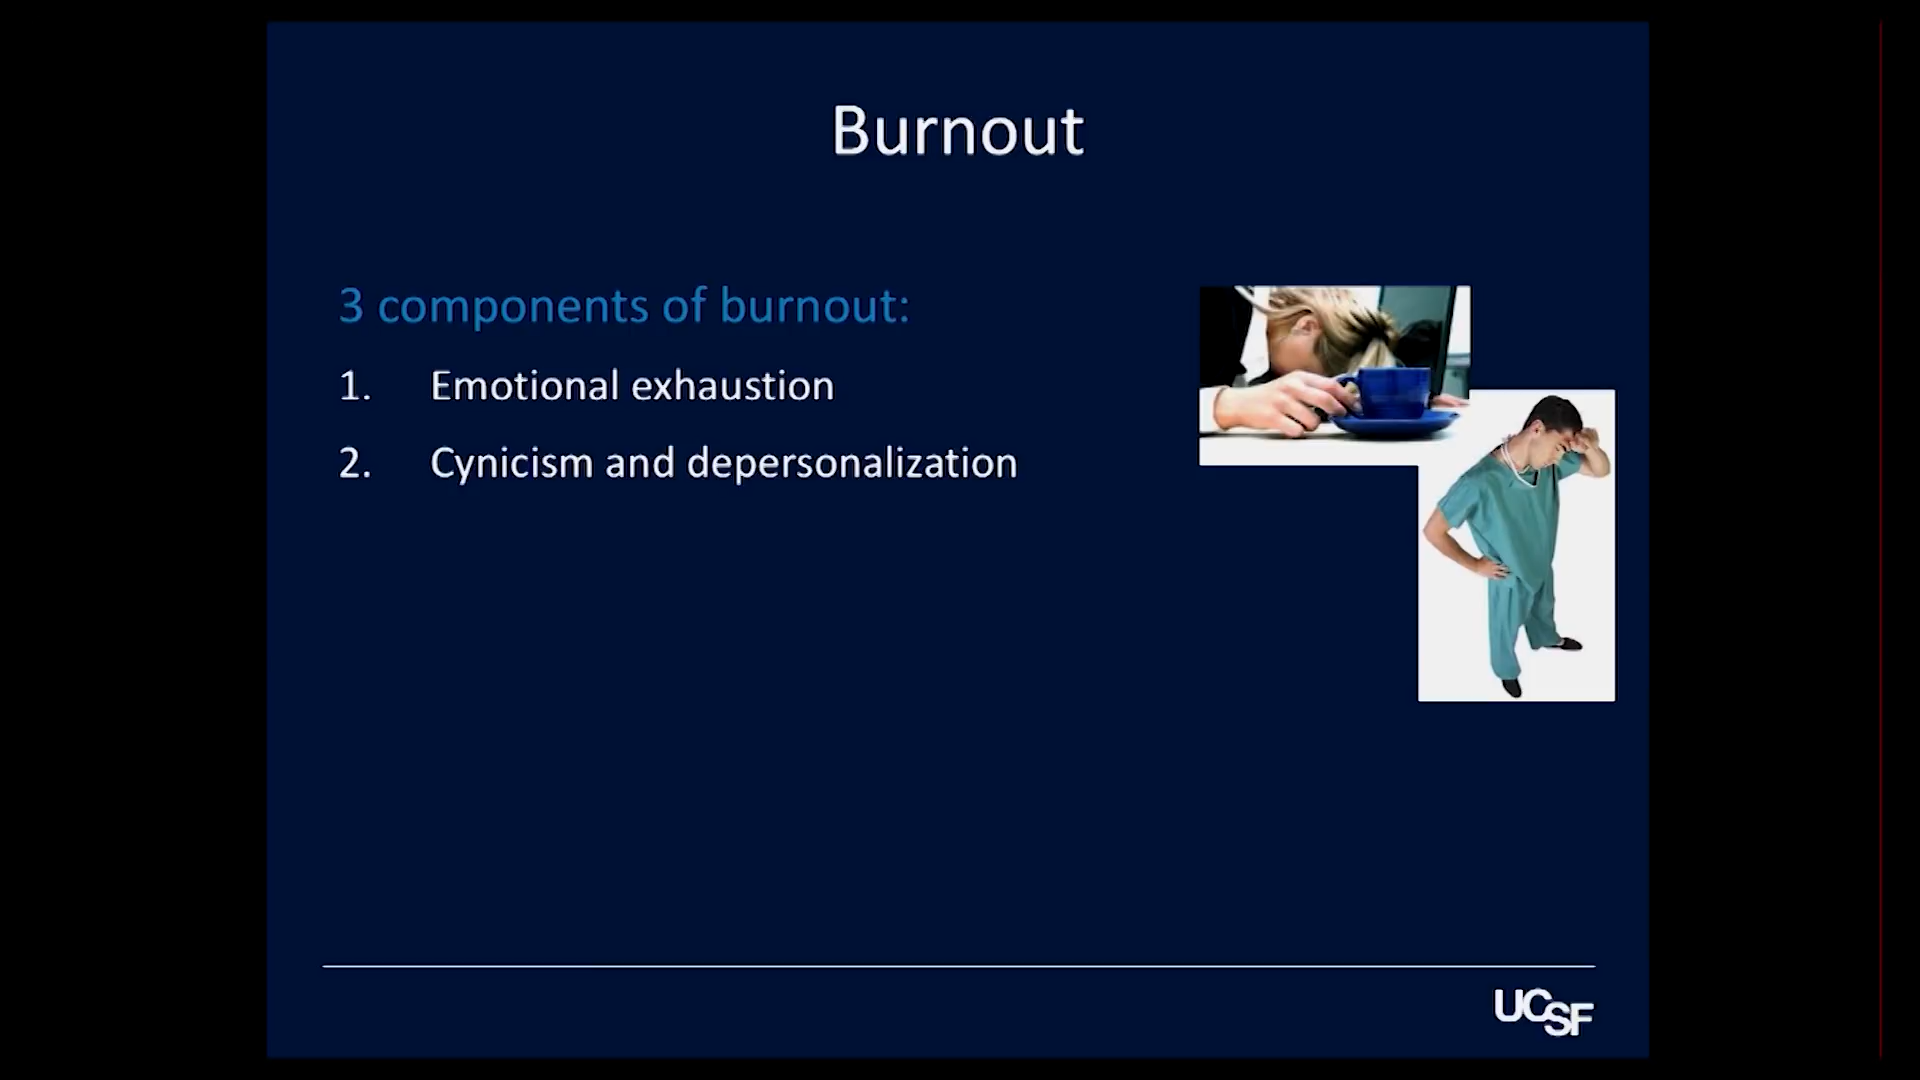 Burnout
3 components of burnout:
1. Emotional exhaustion
2. Cynicism and depersonalization
UCSF